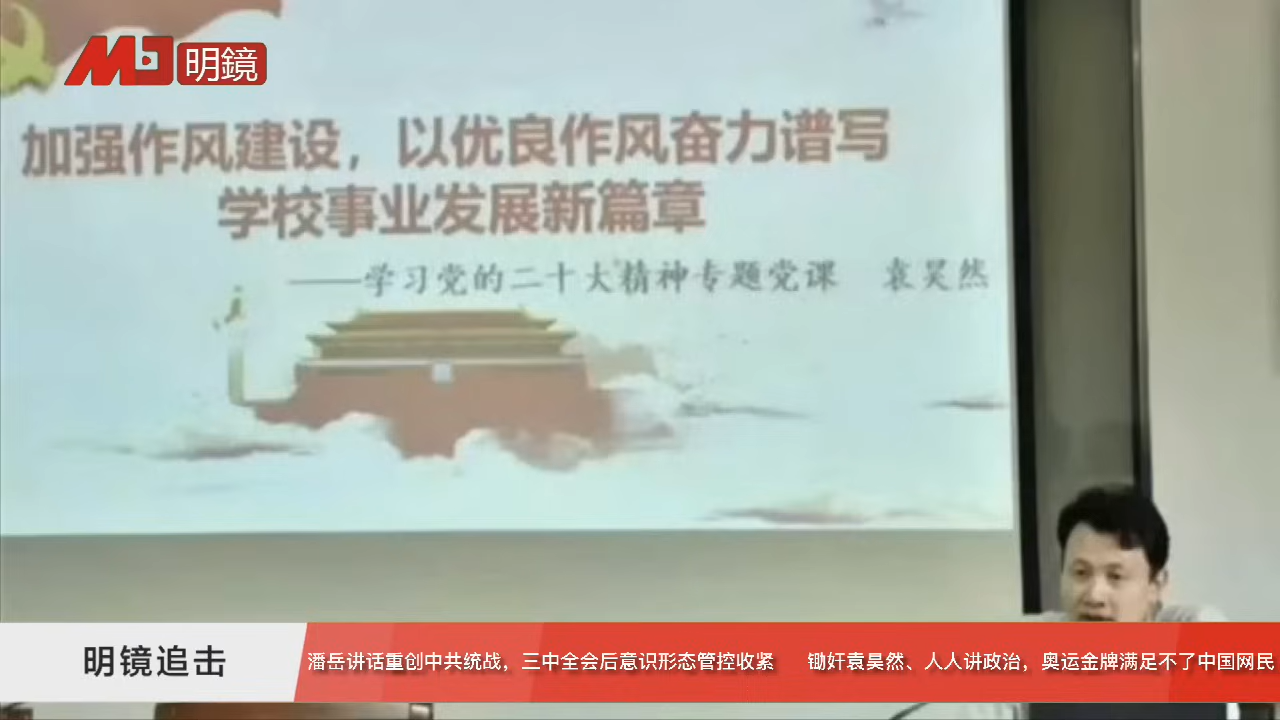 明鏡
加强作风建设，以优良作风奋力谱写
学校事业发展新篇章
——学习党的二十大精神专题党课 袁昊然
明镜追击
潘岳讲话重创中共统战，三中全会后意识形态管控收紧 锄奸袁昊然、人人讲政治，奥运金牌满足不了中国网民